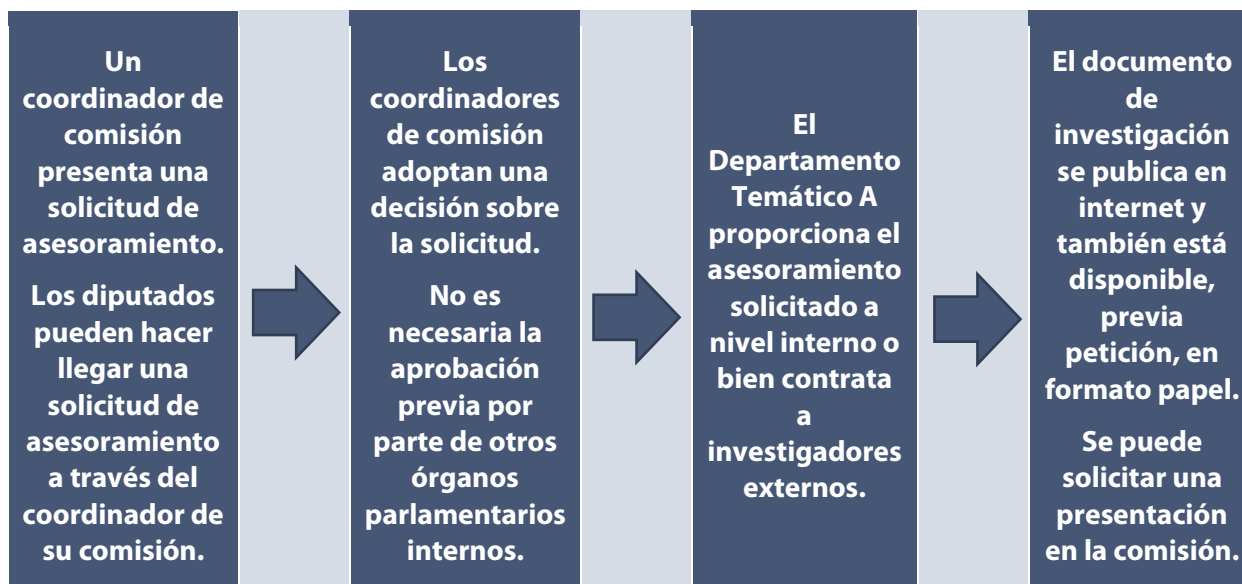 Un
coordinador de
comisión
presenta una
solicitud de
asesoramiento.
Los diputados
pueden hacer
llegar una
solicitud de
asesoramiento
a través del
coordinador de
su comisión.
Los
coordinadores
de comisión
adoptan una
decisión sobre
la solicitud.
No es
necesaria la
aprobación
previa por
parte de otros
órganos
parlamentarios
internos.
El
Departamento
Temático A
proporciona el
asesoramiento
solicitado a
nivel interno o
bien contrata
a
investigadores
externos.
El documento
de
investigación
se publica en
internet y
también está
disponible,
previa
petición, en
formato papel.
Se puede
solicitar una
presentación
en la comisión.